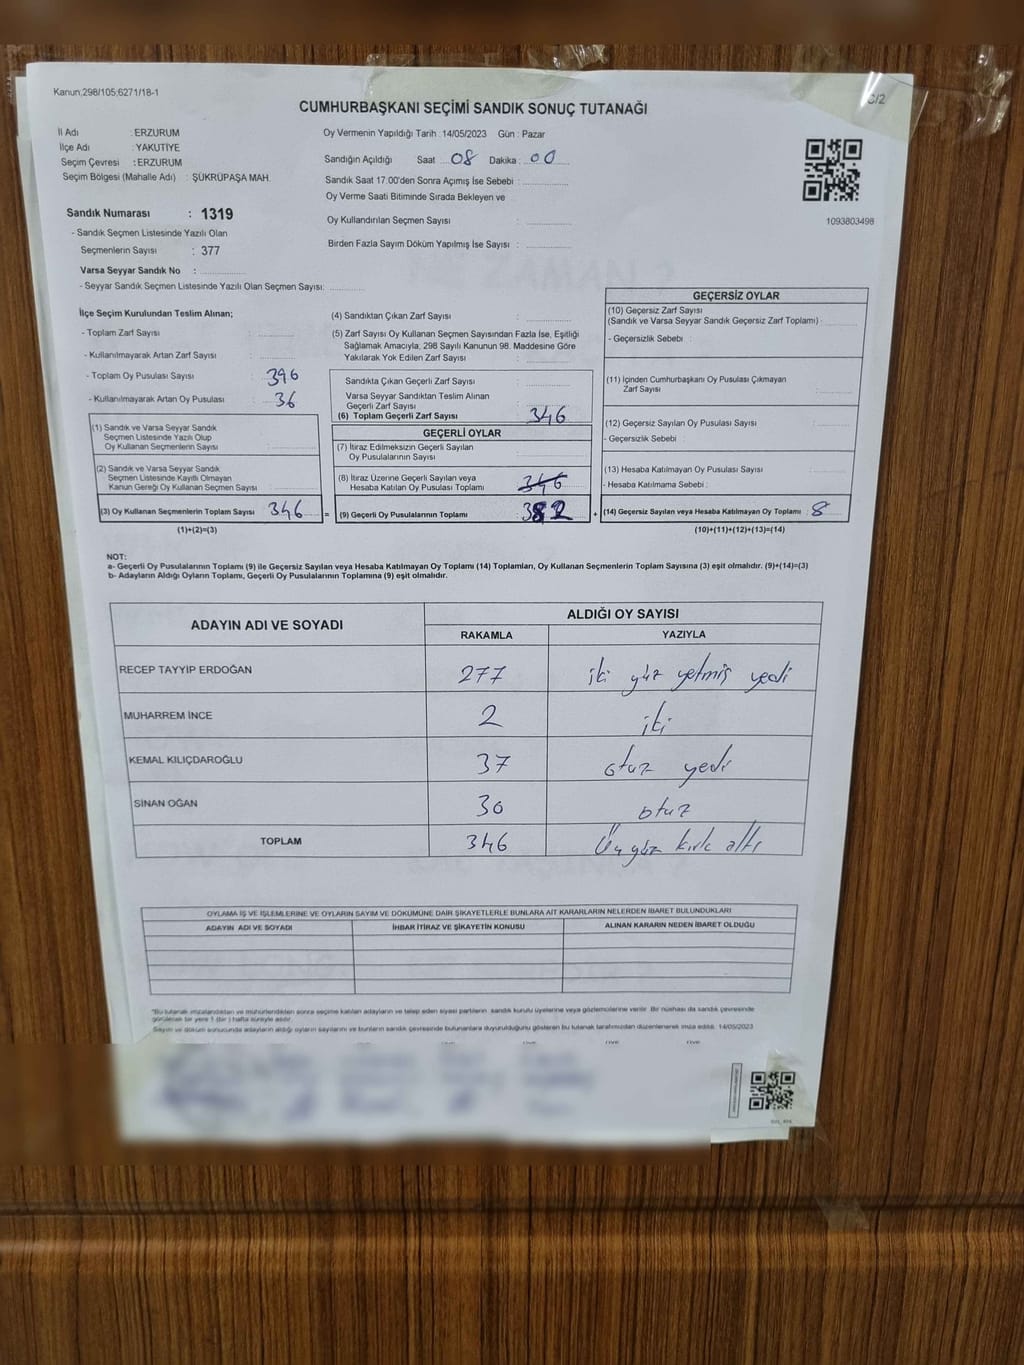 Kanun;298/105;6271/18-1
C/2
CUMHURBAŞKANI SEÇİMİ SANDIK SONUÇ TUTANAĞI
İl Adı : ERZURUM
İlçe Adı : YAKUTİYE
Seçim Çevresi : ERZURUM
Seçim Bölgesi (Mahalle Adı) : ŞÜKRÜPAŞA MAH.
Sandık Numarası : 1319
- Sandık Seçmen Listesinde Yazılı Olan
Seçmenlerin Sayısı : 377
Varsa Seyyar Sandık No :
- Seyyar Sandık Seçmen Listesinde Yazılı Olan Seçmen Sayısı:
Oy Vermenin Yapıldığı Tarih : 14/05/2023 Gün : Pazar
Sandığın Açıldığı Saat 08 Dakika : 00
Sandık Saat 17:00'den Sonra Açımış İse Sebebi :
Oy Verme Saati Bitiminde Sırada Bekleyen ve
Oy Kullandırılan Seçmen Sayısı :
Birden Fazla Sayım Döküm Yapılmış İse Sayısı :
1093803498
İlçe Seçim Kurulundan Teslim Alınan;
- Toplam Zarf Sayısı :
- Kullanılmayarak Artan Zarf Sayısı :
- Toplam Oy Pusulası Sayısı : 396
- Kullanılmayarak Artan Oy Pusulası : 36
(1) Sandık ve Varsa Seyyar Sandık
Seçmen Listesinde Yazılı Olup
Oy Kullanan Seçmenlerin Sayısı :
(2) Sandık ve Varsa Seyyar Sandık
Seçmen Listesinde Kayıtlı Olmayan
Kanun Gereği Oy Kullanan Seçmen Sayısı :
(3) Oy Kullanan Seçmenlerin Toplam Sayısı : 346
(1)+(2)=(3)
(4) Sandıktan Çıkan Zarf Sayısı :
(5) Zarf Sayısı Oy Kullanan Seçmen Sayısından Fazla İse, Eşitliği
Sağlamak Amacıyla, 298 Sayılı Kanunun 98. Maddesine Göre
Yakılarak Yok Edilen Zarf Sayısı :
Sandıkta Çıkan Geçerli Zarf Sayısı :
Varsa Seyyar Sandıktan Teslim Alınan
Geçerli Zarf Sayısı :
(6) Toplam Geçerli Zarf Sayısı 346
GEÇERLİ OYLAR
(7) İtiraz Edilmeksizin Geçerli Sayılan
Oy Pusulalarının Sayısı :
(8) İtiraz Üzerine Geçerli Sayılan veya
Hesaba Katılan Oy Pusulası Toplamı 346
= (9) Geçerli Oy Pusulalarının Toplamı : 382
GEÇERSİZ OYLAR
(10) Geçersiz Zarf Sayısı
(Sandık ve Varsa Seyyar Sandık Geçersiz Zarf Toplamı) :
- Geçersizlik Sebebi :
(11) İçinden Cumhurbaşkanı Oy Pusulası Çıkmayan
Zarf Sayısı :
(12) Geçersiz Sayılan Oy Pusulası Sayısı :
- Geçersizlik Sebebi :
(13) Hesaba Katılmayan Oy Pusulası Sayısı :
- Hesaba Katılmama Sebebi :
+ (14) Geçersiz Sayılan veya Hesaba Katılmayan Oy Toplamı : 8
(10)+(11)+(12)+(13)=(14)
NOT:
a- Geçerli Oy Pusulalarının Toplamı (9) ile Geçersiz Sayılan veya Hesaba Katılmayan Oy Toplamı (14) Toplamları, Oy Kullanan Seçmenlerin Toplam Sayısına (3) eşit olmalıdır. (9)+(14)=(3)
b- Adayların Aldığı Oyların Toplamı, Geçerli Oy Pusulalarının Toplamına (9) eşit olmalıdır.
ADAYIN ADI VE SOYADI ALDIĞI OY SAYISI
RAKAMLA YAZIYLA
RECEP TAYYIP ERDOĞAN 277 iki yüz yetmiş yedi
MUHARREM İNCE 2 iki
KEMAL KILIÇDAROĞLU 37 otuz yedi
SİNAN OĞAN 30 otuz
TOPLAM 346 Üç yüz kırk altı
OYLAMA İŞ VE İŞLEMLERİNE VE OYLARIN SAYIM VE DÖKÜMÜNE DAİR ŞİKAYETLERLE BUNLARA AİT KARARLARIN NELERDEN İBARET BULUNDUKLARI
ADAYIN ADI VE SOYADI İHBAR İTİRAZ VE ŞİKAYETİN KONUSU ALINAN KARARIN NEDEN İBARET OLDUĞU
*Bu tutanak imzalandıktan ve mühürlendikten sonra seçime katılan adayların ve talep eden siyasi partilerin sandık kurulu üyelerine veya gözlemcilerine verilir. Bir nüshası da sandık çevresinde
görülecek bir yere 1 (bir ) hafta süreyle asılır.
Sayım ve döküm sonucunda adayların aldığı oyların sayılarını ve bunların sandık çevresinde bulunanlara duyurulduğunu gösteren bu tutanak tarafımızdan düzenlenerek imza edildi. 14/05/2023